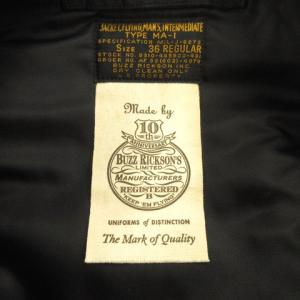 JACKET, FLYING, MAN'S, INTERMEDIATE
TYPE MA-1
SPECIFICATION MIL-J-8279
SIZE 36 REGULAR
BUZZ RICKSON INC.
DRY CLEAN ONLY
U.S. PROPERTY
Made by
10th
ANNIVERSARY
BUZZ RICKSON'S
LIMITED
MANUFACTURERS
REGISTERED
B
"KEEP 'EM FLYING"
UNIFORMS of DISTINCTION
The Mark of Quality